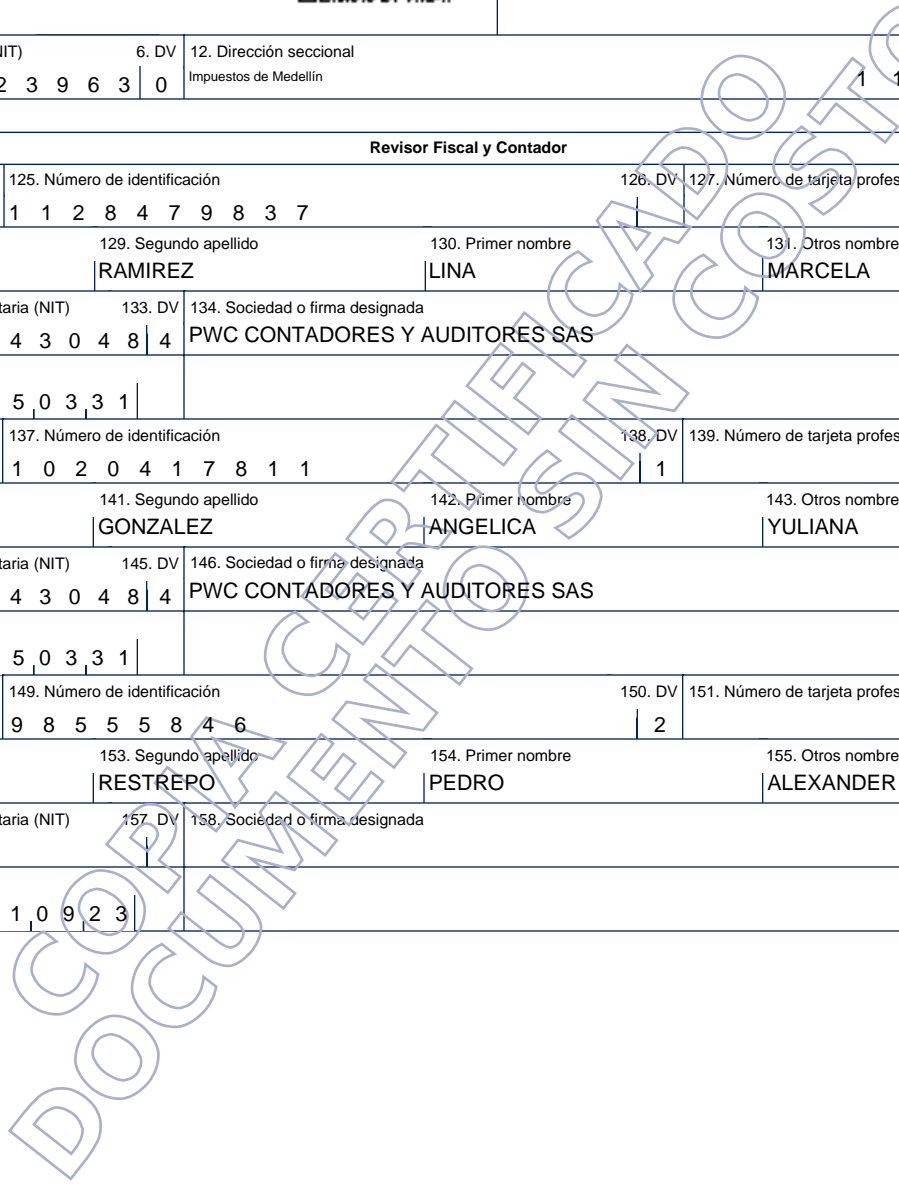 NIT) 6. DV 12. Dirección seccional
2 3 9 6 3 0 Impuestos de Medellín 1 1
Revisor Fiscal y Contador
125. Número de identificación 126. DV 127. Número de tarjeta profes
1 1 2 8 4 7 9 8 3 7
129. Segundo apellido 130. Primer nombre 131. Otros nombre
RAMIREZ LINA MARCELA
taria (NIT) 133. DV 134. Sociedad o firma designada
4 3 0 4 8 4 PWC CONTADORES Y AUDITORES SAS
5 0 3 3 1
137. Número de identificación 138. DV 139. Número de tarjeta profes
1 0 2 0 4 1 7 8 1 1 1
141. Segundo apellido 142. Primer nombre 143. Otros nombre
GONZALEZ ANGELICA YULIANA
taria (NIT) 145. DV 146. Sociedad o firma designada
4 3 0 4 8 4 PWC CONTADORES Y AUDITORES SAS
5 0 3 3 1
149. Número de identificación 150. DV 151. Número de tarjeta profes
9 8 5 5 5 8 4 6 2
153. Segundo apellido 154. Primer nombre 155. Otros nombre
RESTREPO PEDRO ALEXANDER
taria (NIT) 157. DV 158. Sociedad o firma designada
1 0 9 2 3
COPIA CERTIFICADO
DOCUMENTO SIN COSTO